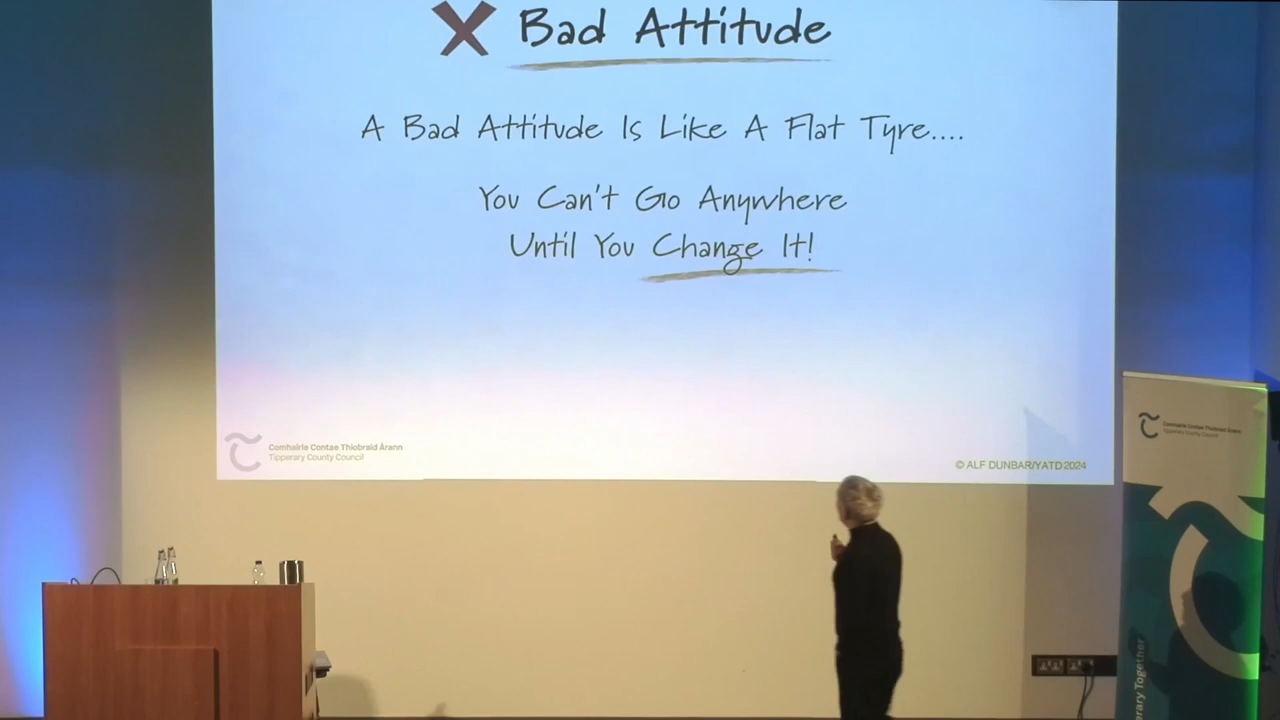 Bad Attitude
A Bad Attitude Is Like A Flat Tyre....
You Can't Go Anywhere
Until You Change It!
Comhairle Contae Thiobraid Árann
Tipperary County Council
© ALF DUNBAR/YATD 2024
Comhairle Contae Thiobraid Árann
Tipperary County Council
Together